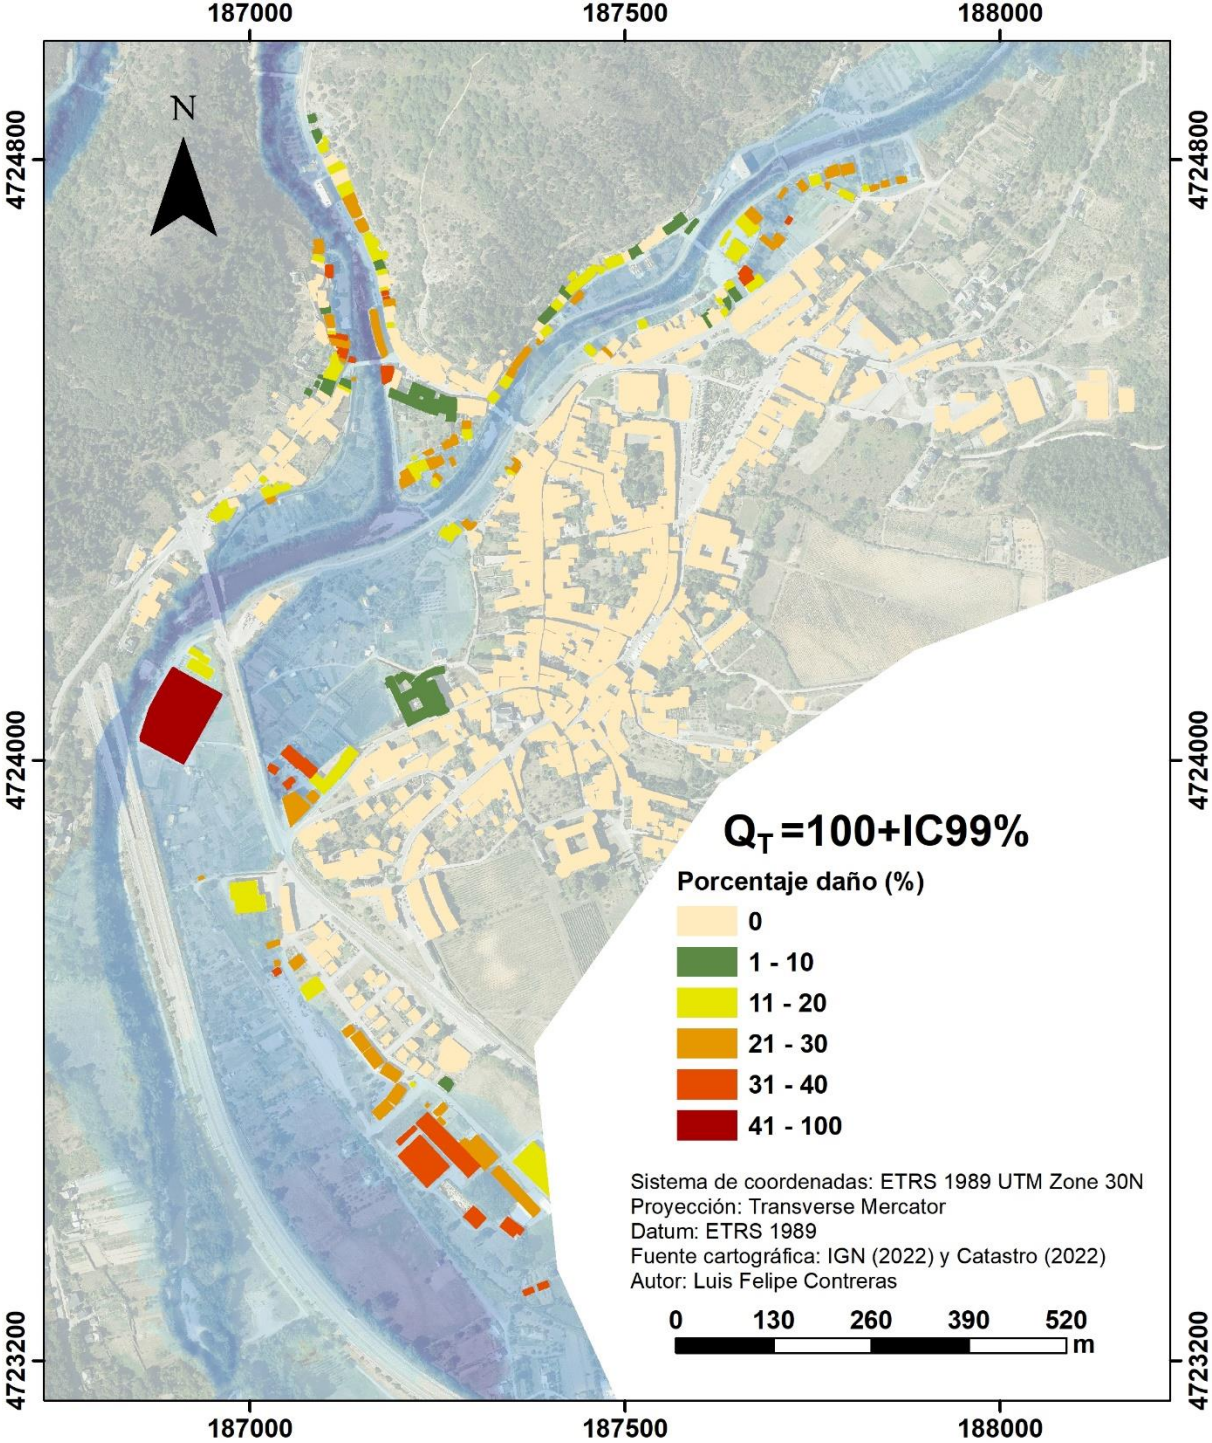 187000 187500 188000
N
4724800 4724800
4724000 4724000
Q_T =100+IC99%
Porcentaje daño (%)
0
1 - 10
11 - 20
21 - 30
31 - 40
41 - 100
Sistema de coordenadas: ETRS 1989 UTM Zone 30N
Proyección: Transverse Mercator
Datum: ETRS 1989
Fuente cartográfica: IGN (2022) y Catastro (2022)
Autor: Luis Felipe Contreras
0 130 260 390 520
m
4723200 4723200
187000 187500 188000